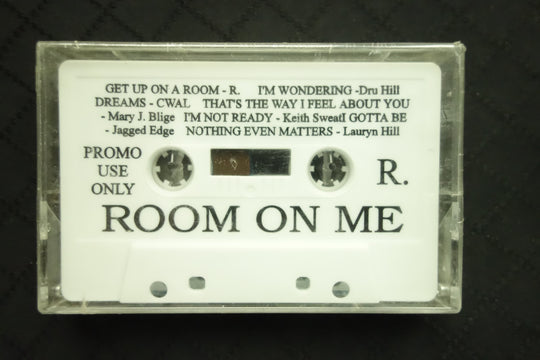 GET UP ON A ROOM - R. I'M WONDERING -Dru Hill
DREAMS - CWAL THAT'S THE WAY I FEEL ABOUT YOU
- Mary J. Blige I'M NOT READY - Keith SweatI GOTTA BE
- Jagged Edge NOTHING EVEN MATTERS - Lauryn Hill
PROMO
USE
ONLY
R.
ROOM ON ME